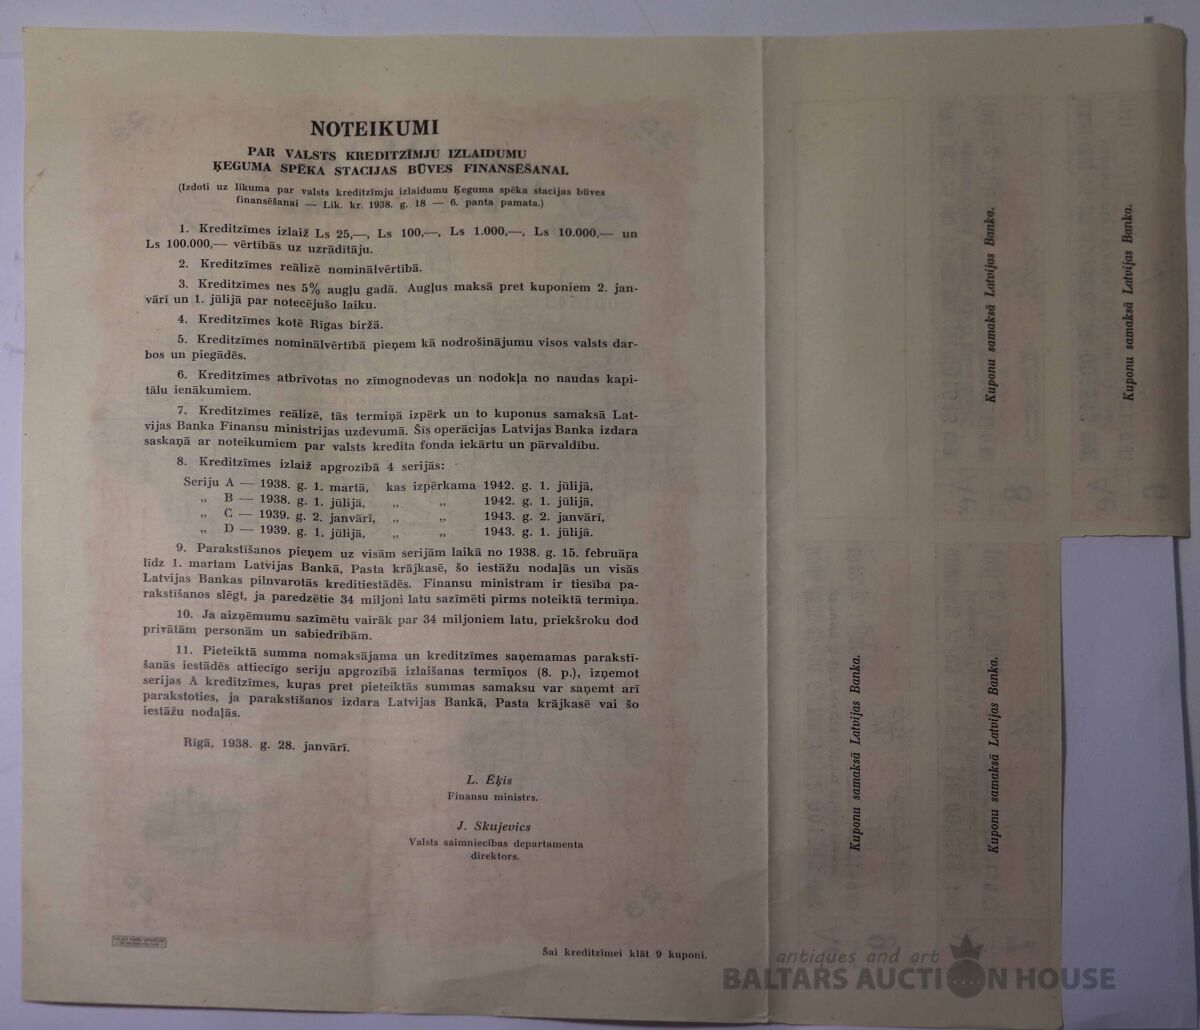 NOTEIKUMI
PAR VALSTS KREDITZĪMJU IZLAIDUMU
ĶEGUMA SPĒKA STACIJAS BŪVES FINANSĒŠANAI.
(Izdoti uz likuma par valsts kreditzīmju izlaidumu Ķeguma spēka stacijas būves
finansēšanai — Lik. kr. 1938. g. 18 — 6. panta pamata.)
1. Kreditzīmes izlaiž Ls 25,—, Ls 100,—, Ls 1.000,—, Ls 10.000,— un
Ls 100.000,— vērtībās uz uzrādītāju.
2. Kreditzīmes reālizē nominālvērtībā.
3. Kreditzīmes nes 5% augļu gadā. Augļus maksā pret kuponiem 2. jan-
vārī un 1. jūlijā par notecējušo laiku.
4. Kreditzīmes kotē Rīgas biržā.
5. Kreditzīmes nominālvērtībā pieņem kā nodrošinājumu visos valsts dar-
bos un piegādēs.
6. Kreditzīmes atbrīvotas no zīmognodevas un nodokļa no naudas kapi-
tālu ienākumiem.
7. Kreditzīmes reālizē, tās termiņā izpērk un to kuponus samaksā Lat-
vijas Banka Finansu ministrijas uzdevumā. Šīs operācijas Latvijas Banka izdara
saskaņā ar noteikumiem par valsts kredita fonda iekārtu un pārvaldību.
8. Kreditzīmes izlaiž apgrozībā 4 serijās:
Seriju A — 1938. g. 1. martā, kas izpērkama 1942. g. 1. jūlijā,
„ B — 1938. g. 1. jūlijā, „ „ 1942. g. 1. jūlijā,
„ C — 1939. g. 2. janvārī, „ „ 1943. g. 2. janvārī,
„ D — 1939. g. 1. jūlijā, „ „ 1943. g. 1. jūlijā.
9. Parakstīšanos pieņem uz visām serijām laikā no 1938. g. 15. februāŗa
līdz 1. martam Latvijas Bankā, Pasta krājkasē, šo iestāžu nodaļās un visās
Latvijas Bankas pilnvarotās kreditiestādēs. Finansu ministram ir tiesība pa-
rakstīšanos slēgt, ja paredzētie 34 miljoni latu sazīmēti pirms noteiktā termiņa.
10. Ja aizņēmumu sazīmētu vairāk par 34 miljoniem latu, priekšroku dod
privātām personām un sabiedrībām.
11. Pieteiktā summa nomaksājama un kreditzīmes saņemamas parakstī-
šanās iestādēs attiecīgo seriju apgrozībā izlaišanas termiņos (8. p.), izņemot
serijas A kreditzīmes, kuŗas pret pieteiktās summas samaksu var saņemt arī
parakstoties, ja parakstīšanos izdara Latvijas Bankā, Pasta krājkasē vai šo
iestāžu nodaļās.
Rīgā, 1938. g. 28. janvārī.
L. Ēķis
Finansu ministrs.
J. Skujevics
Valsts saimniecības departamenta
direktors.
Šai kreditzīmei klāt 9 kuponi.
Kuponu samaksā Latvijas Banka.
Kuponu samaksā Latvijas Banka.
Kuponu samaksā Latvijas Banka.
Kuponu samaksā Latvijas Banka.
antiques and art
BALTARS AUCTION HOUSE